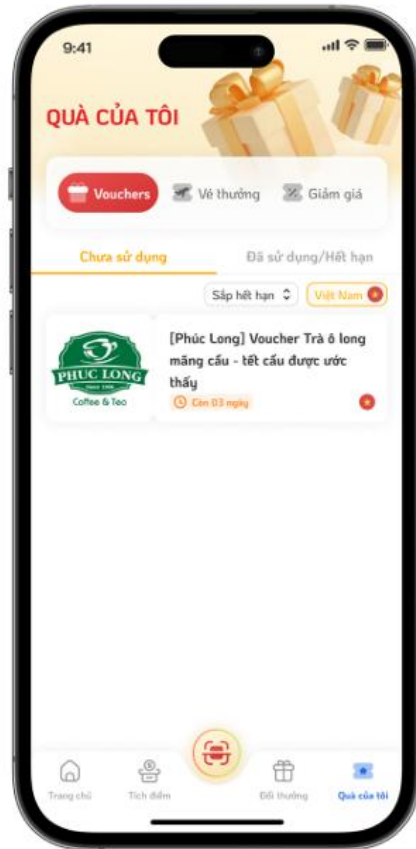 9:41
QUÀ CỦA TÔI
Vouchers
Vé thưởng
Giảm giá
Chưa sử dụng
Đã sử dụng/Hết hạn
Sắp hết hạn
Việt Nam
PHUC LONG
Since 1968
Coffee & Tea
[Phúc Long] Voucher Trà ô long
mãng cầu - tết cầu được ước
thấy
Còn 03 ngày
Trang chủ
Tích điểm
Đổi thưởng
Quà của tôi